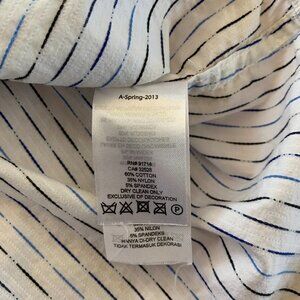 A-Spring-2013
RN# 91714
CA# 32528
60% COTTON
35% NYLON
5% SPANDEX
DRY CLEAN ONLY
EXCLUSIVE OF DECORATION
P
35% NILON
5% SPANDEKS
HANYA DI-DRY CLEAN
TIDAK TERMASUK DEKORASI